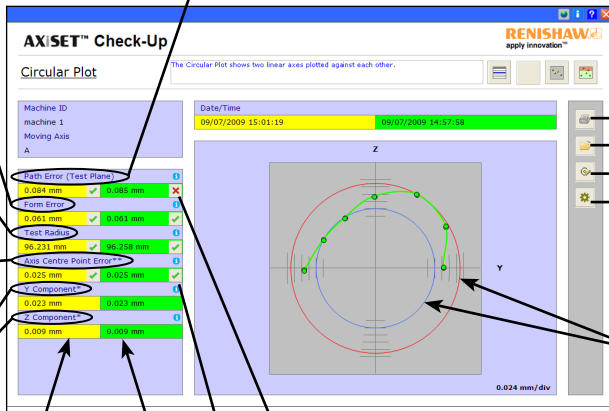 AXiSET™ Check-Up
RENISHAW
apply innovation™
Circular Plot
The Circular Plot shows two linear axes plotted against each other.
Machine ID
machine 1
Moving Axis
A
Date/Time
09/07/2009 15:01:19
09/07/2009 14:57:58
Path Error (Test Plane)
0.084 mm
0.085 mm
Form Error
0.061 mm
0.061 mm
Test Radius
96.231 mm
96.258 mm
Axis Centre Point Error**
0.025 mm
0.025 mm
Y Component*
0.023 mm
0.023 mm
Z Component*
0.009 mm
0.009 mm
Z
Y
0.024 mm/div